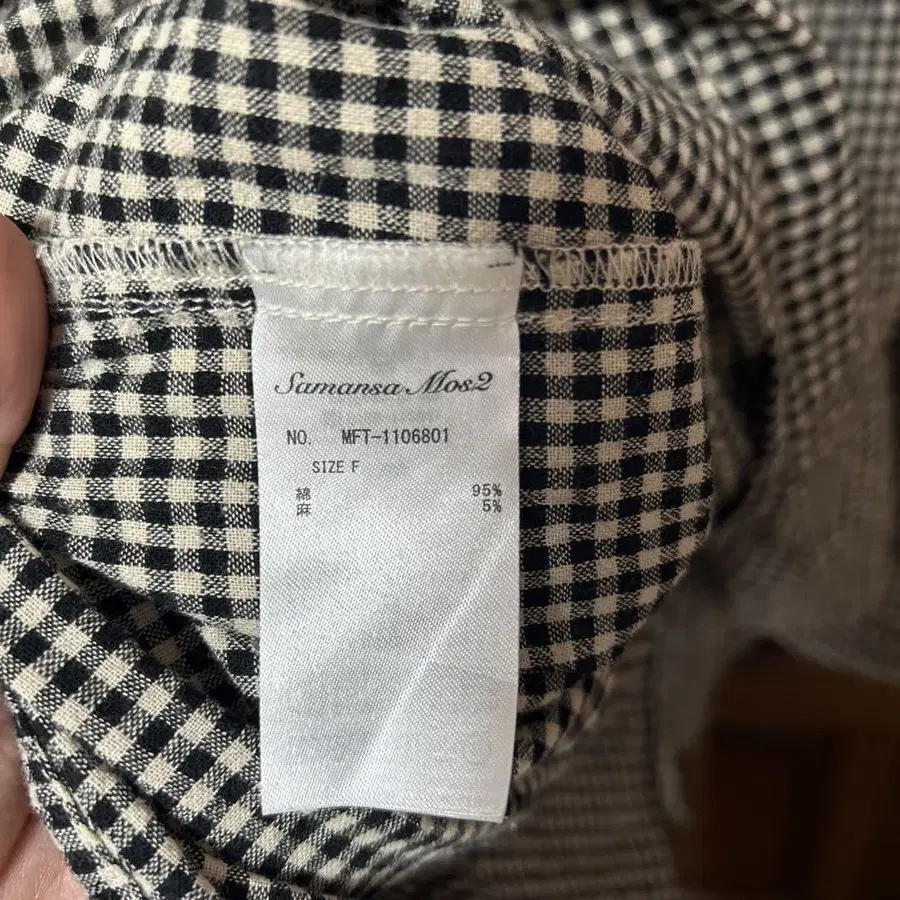 Samansa Mos2
NO. MFT-1106801
SIZE F
綿 95%
麻 5%